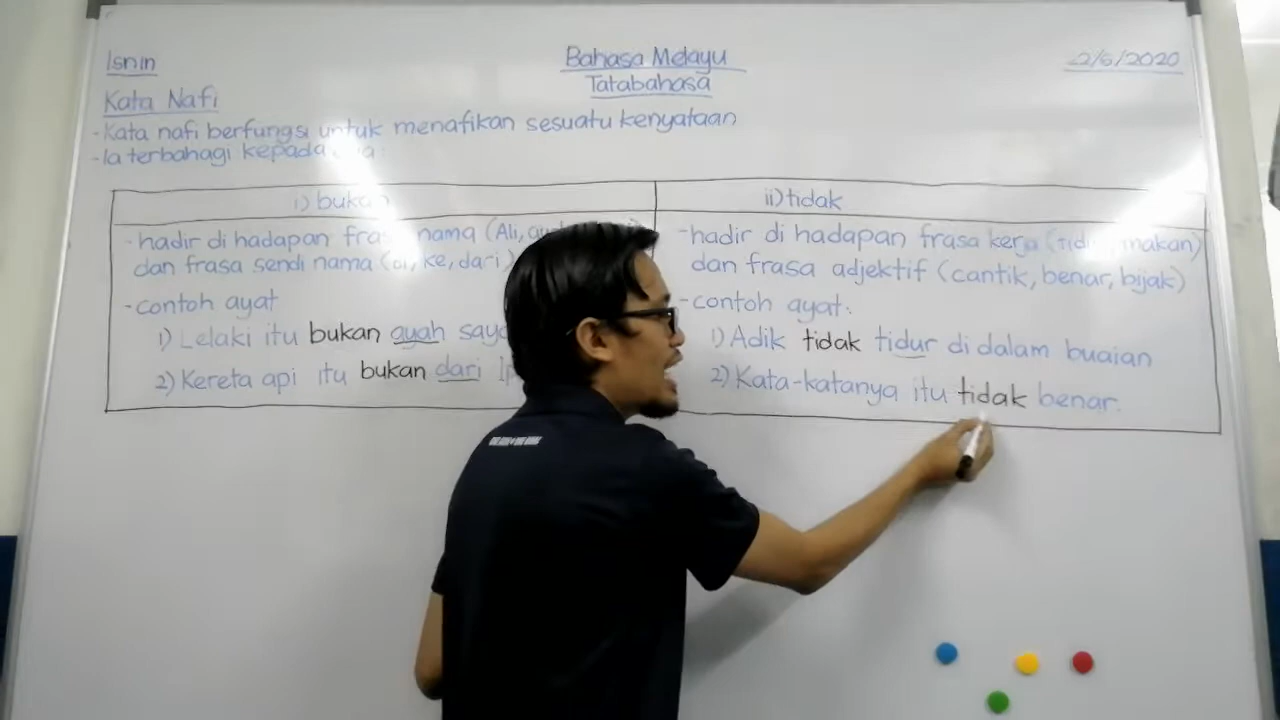 Isnin
Bahasa Melayu
2/6/2020
Tatabahasa
Kata Nafi
-Kata nafi berfungsi untuk menafikan sesuatu kenyataan
-Ia terbahagi kepada
i) bukan
-hadir di hadapan frasa nama (Ali,
dan frasa sendi nama (di, ke, dari)
-contoh ayat
1) Lelaki itu bukan ayah saya
2) Kereta api itu bukan dari
ii) tidak
-hadir di hadapan frasa kerja (tidur, makan)
dan frasa adjektif (cantik, benar, bijak)
-contoh ayat:
1) Adik tidak tidur di dalam buaian
2) Kata-katanya itu tidak benar.